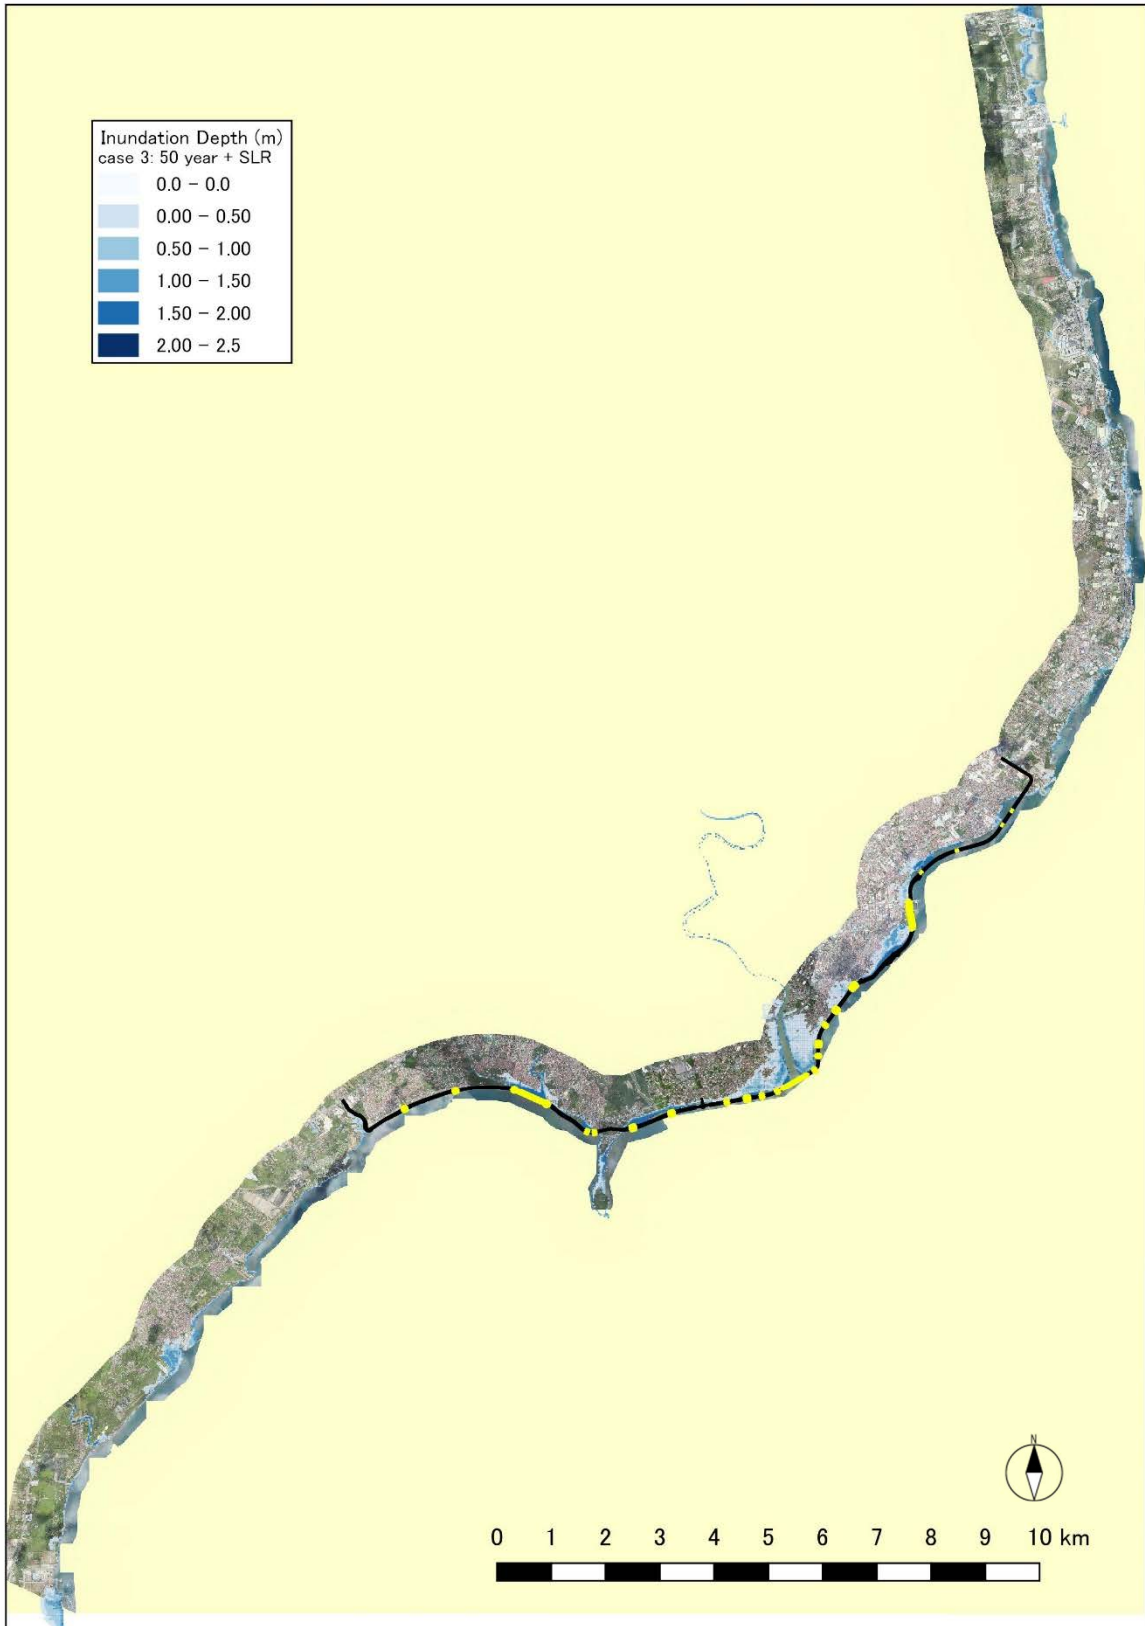 Inundation Depth (m)
case 3: 50 year + SLR
0.0 - 0.0
0.00 - 0.50
0.50 - 1.00
1.00 - 1.50
1.50 - 2.00
2.00 - 2.5
N
0 1 2 3 4 5 6 7 8 9 10 km